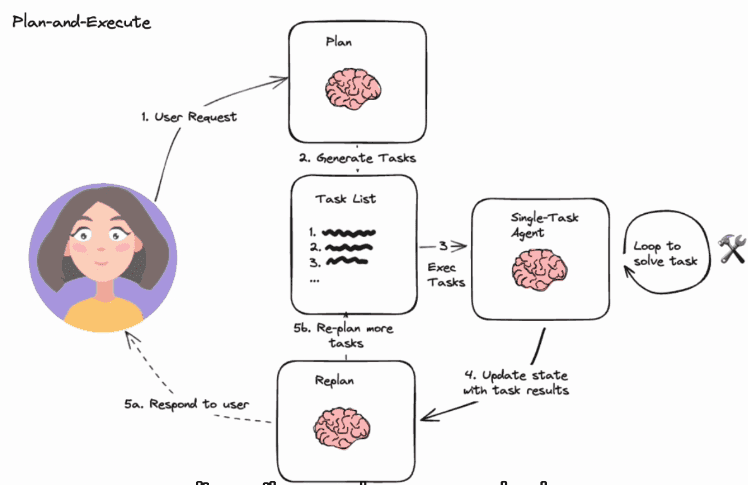 Plan-and-Execute
Plan
1. User Request
2. Generate Tasks
Task List
1.
2.
3.
...
3
Exec
Tasks
Single-Task
Agent
Loop to
solve task
5b. Re-plan more
tasks
Replan
4. Update state
with task results
5a. Respond to user